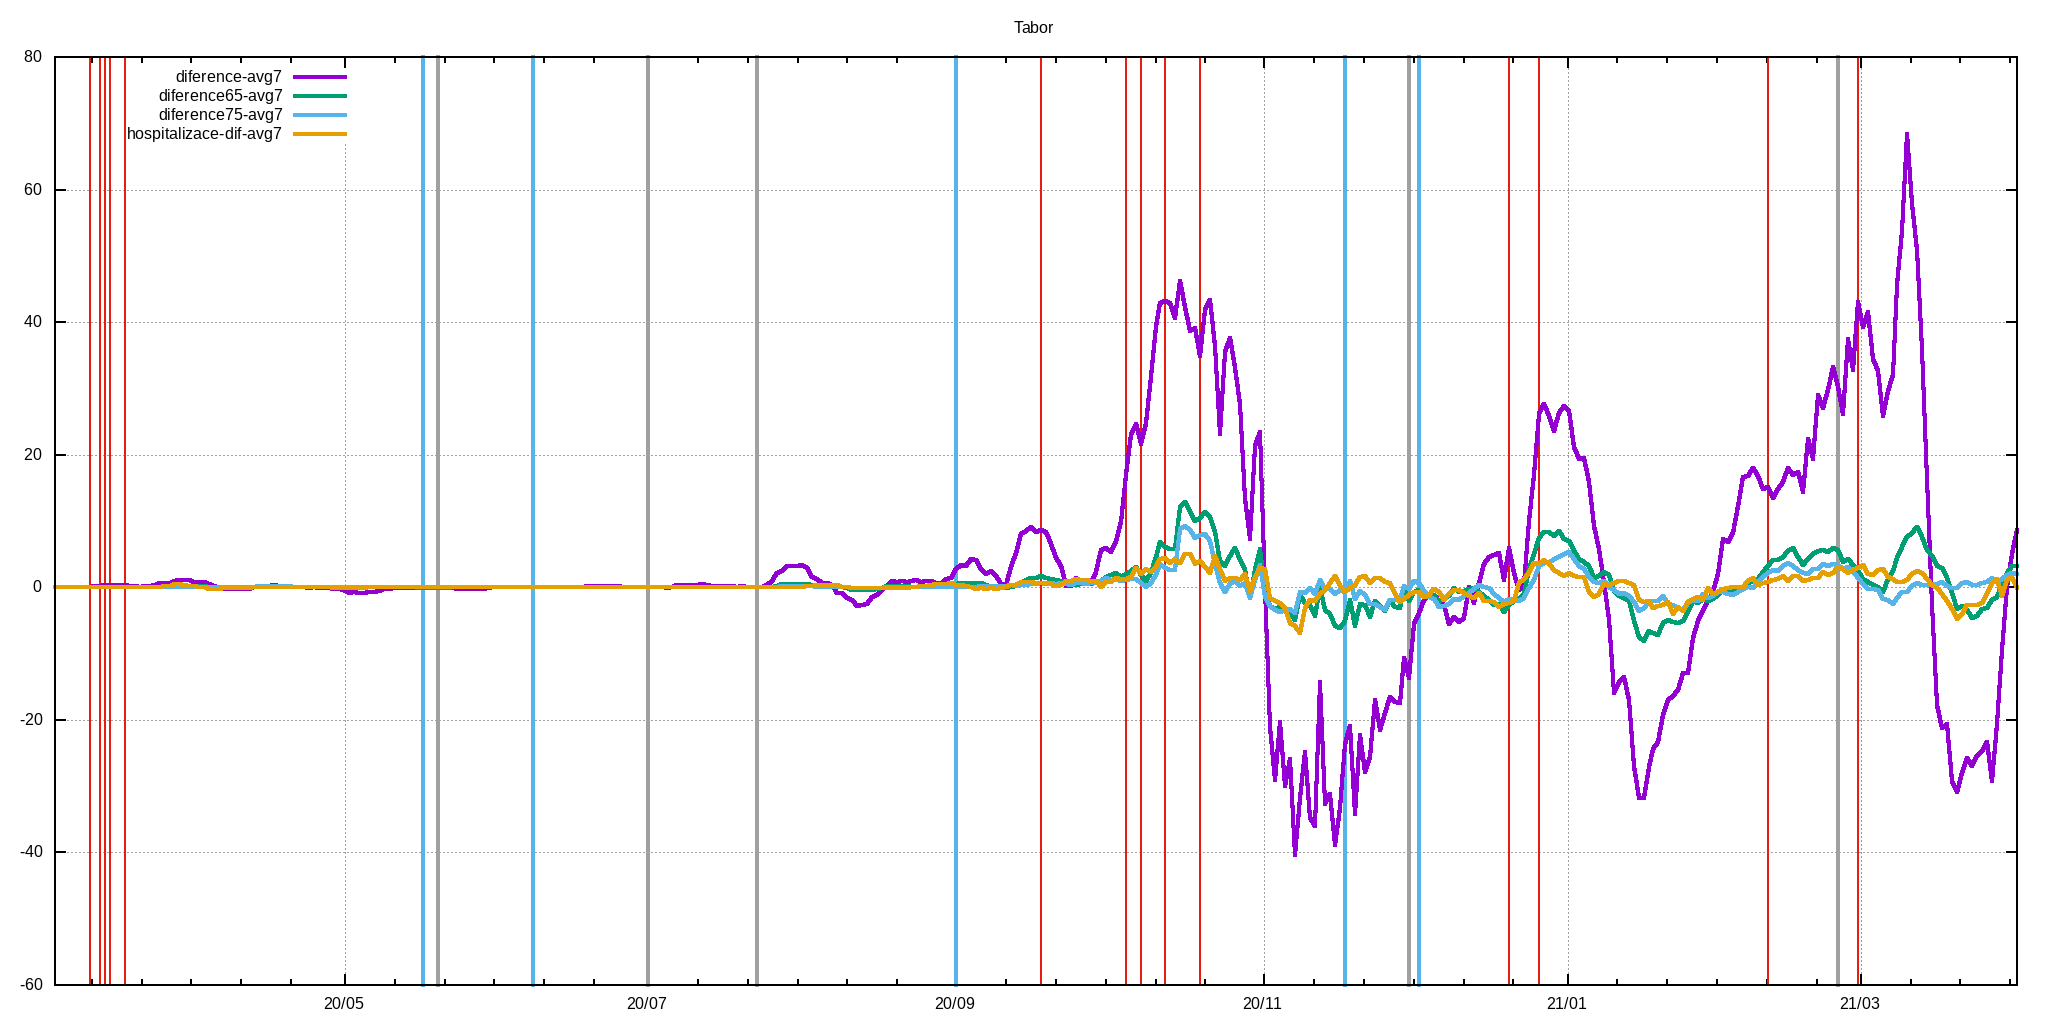 Tabor
80
diference-avg7
diference65-avg7
diference75-avg7
hospitalizace-dif-avg7
60
40
20
0
-20
-40
-60
20/05 20/07 20/09 20/11 21/01 21/03